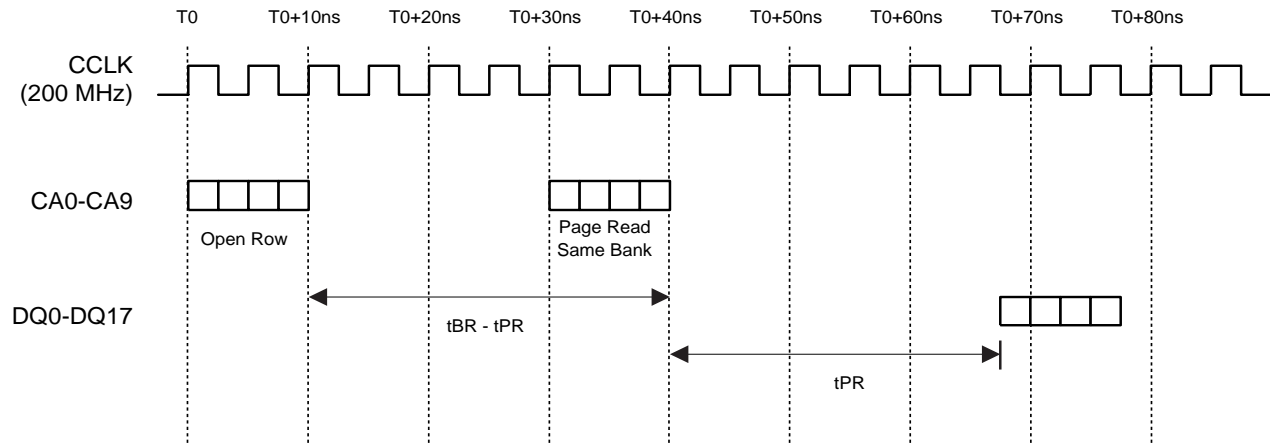 T0 T0+10ns T0+20ns T0+30ns T0+40ns T0+50ns T0+60ns T0+70ns T0+80ns
CCLK
(200 MHz)
CA0-CA9
Open Row
Page Read
Same Bank
DQ0-DQ17
tBR - tPR
tPR